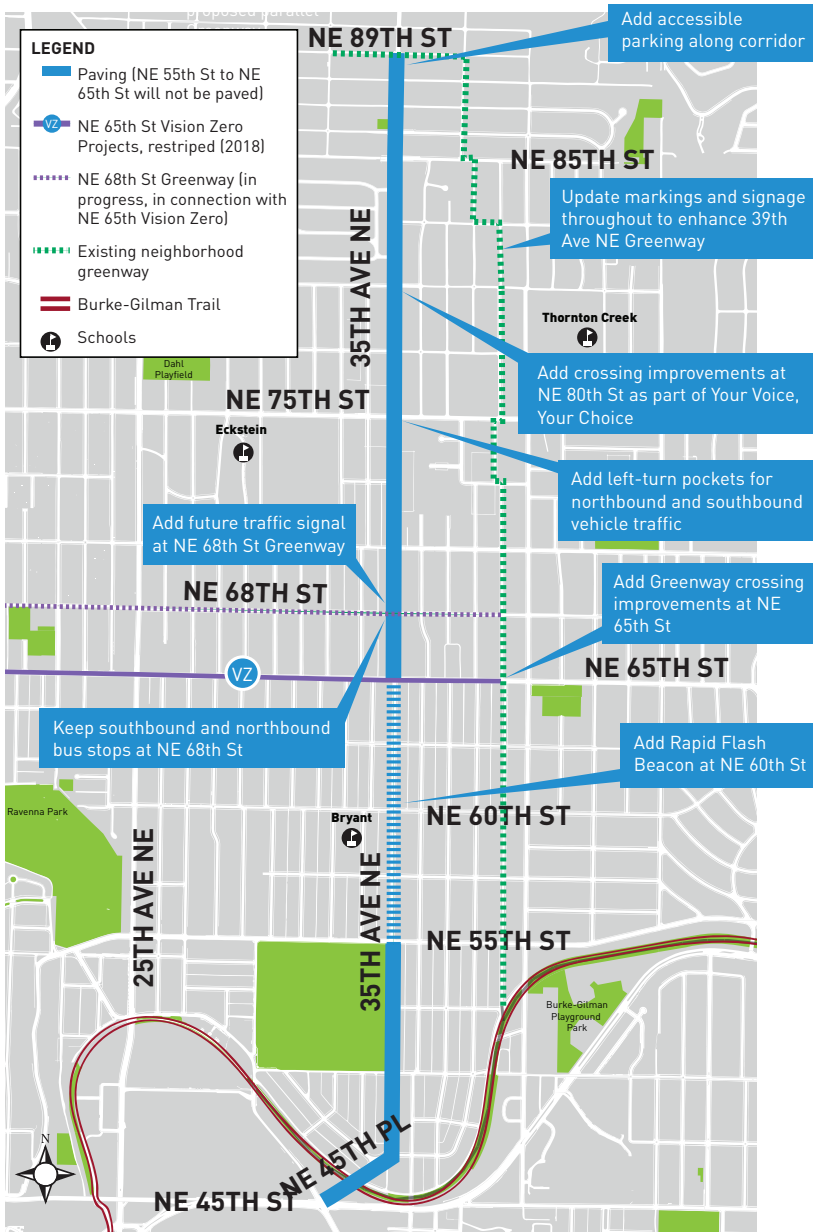 proposed parallel
NE 89TH ST
Add accessible
parking along corridor
LEGEND
Paving (NE 55th St to NE
65th St will not be paved)
VZ
NE 65th St Vision Zero
Projects, restriped (2018)
NE 68th St Greenway (in
progress, in connection with
NE 65th Vision Zero)
Existing neighborhood
greenway
Burke-Gilman Trail
Schools
NE 85TH ST
Update markings and signage
throughout to enhance 39th
Ave NE Greenway
35TH AVE NE
Thornton Creek
Dahl
Playfield
Add crossing improvements at
NE 80th St as part of Your Voice,
Your Choice
NE 75TH ST
Eckstein
Add left-turn pockets for
northbound and southbound
vehicle traffic
Add future traffic signal
at NE 68th St Greenway
NE 68TH ST
Add Greenway crossing
improvements at NE
65th St
VZ
NE 65TH ST
Keep southbound and northbound
bus stops at NE 68th St
Add Rapid Flash
Beacon at NE 60th St
Ravenna Park
Bryant
NE 60TH ST
25TH AVE NE
35TH AVE NE
NE 55TH ST
Burke-Gilman
Playground
Park
NE 45TH PL
N
NE 45TH ST